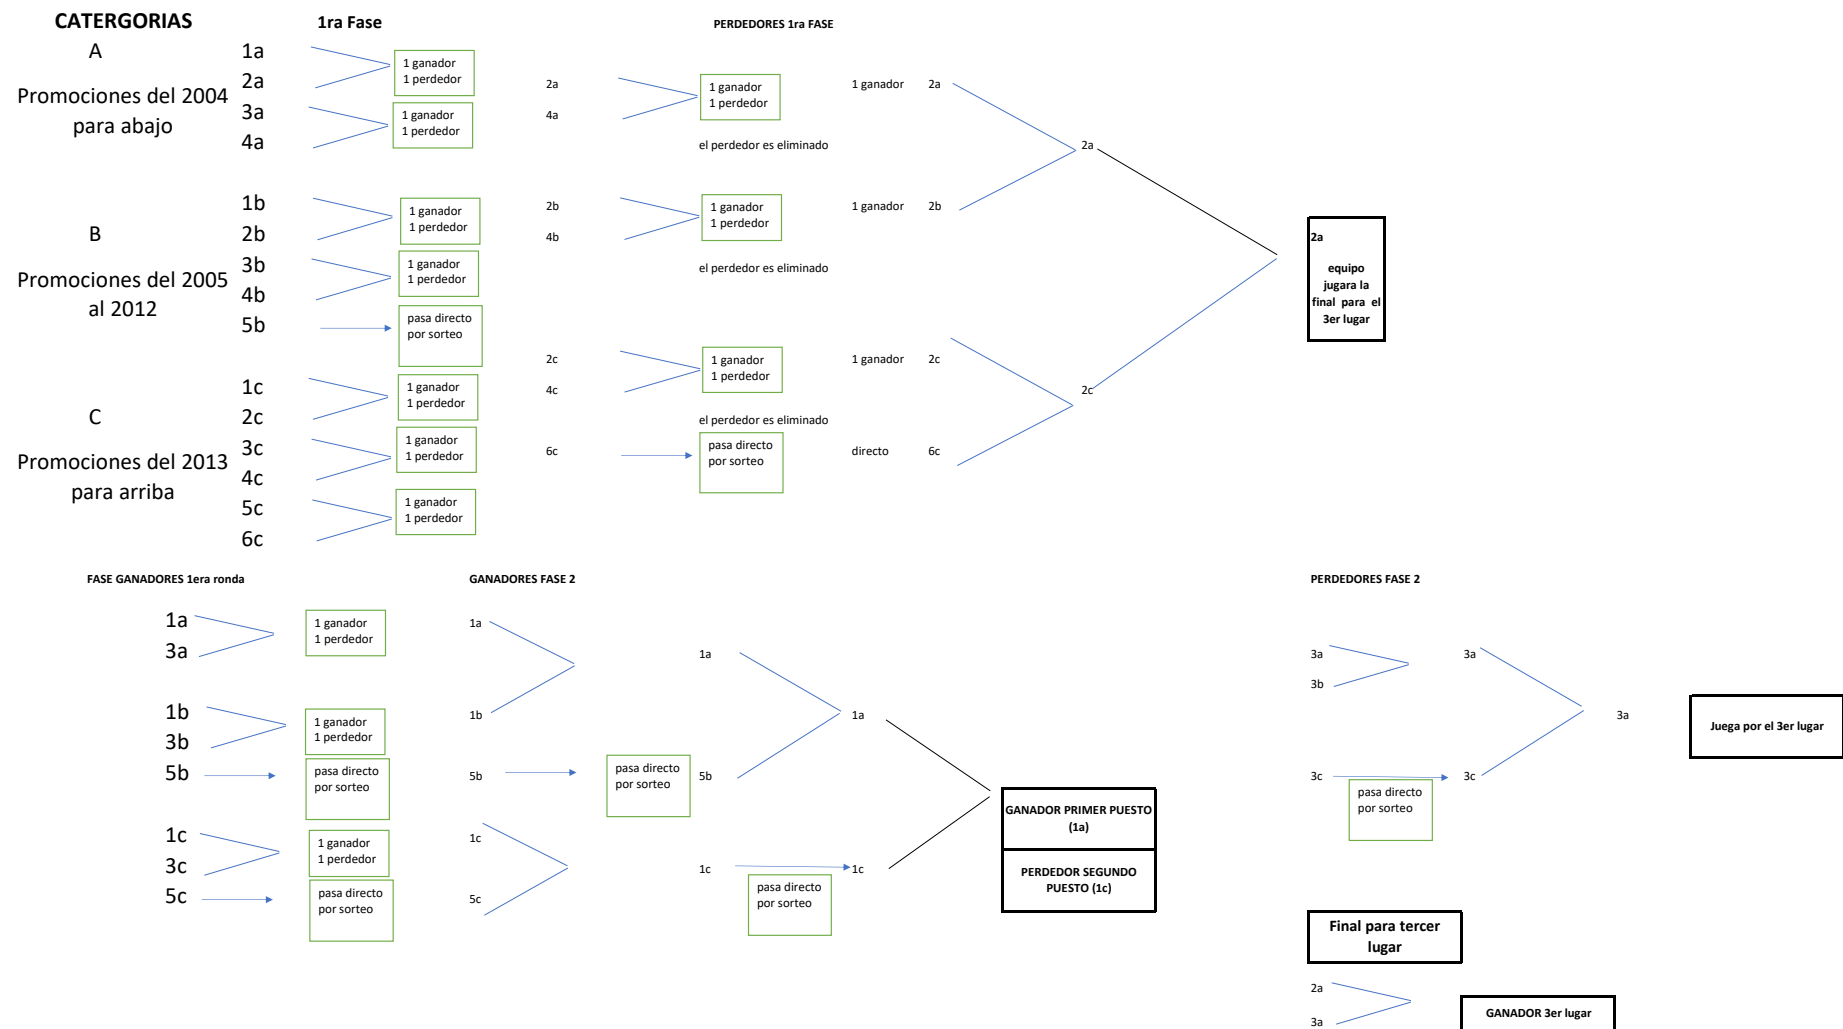 CATERGORIAS
1ra Fase
PERDEDORES 1ra FASE
A
Promociones del 2004
para abajo
1a
2a
3a
4a
1 ganador
1 perdedor
1 ganador
1 perdedor
2a
4a
1 ganador
1 perdedor
el perdedor es eliminado
1 ganador
2a
2a
B
Promociones del 2005
al 2012
1b
2b
3b
4b
5b
1 ganador
1 perdedor
1 ganador
1 perdedor
pasa directo
por sorteo
2b
4b
1 ganador
1 perdedor
el perdedor es eliminado
1 ganador
2b
2a
equipo
jugara la
final para el
3er lugar
C
Promociones del 2013
para arriba
1c
2c
3c
4c
5c
6c
1 ganador
1 perdedor
1 ganador
1 perdedor
1 ganador
1 perdedor
2c
4c
6c
1 ganador
1 perdedor
el perdedor es eliminado
pasa directo
por sorteo
1 ganador
2c
directo
6c
2c
FASE GANADORES 1era ronda
1a
3a
1b
3b
5b
1c
3c
5c
1 ganador
1 perdedor
1 ganador
1 perdedor
pasa directo
por sorteo
1 ganador
1 perdedor
pasa directo
por sorteo
GANADORES FASE 2
1a
1b
5b
1c
5c
pasa directo
por sorteo
1a
5b
1c
pasa directo
por sorteo
1a
1c
GANADOR PRIMER PUESTO
(1a)
PERDEDOR SEGUNDO
PUESTO (1c)
PERDEDORES FASE 2
3a
3b
3c
pasa directo
por sorteo
3a
3c
3a
Juega por el 3er lugar
Final para tercer
lugar
2a
3a
GANADOR 3er lugar